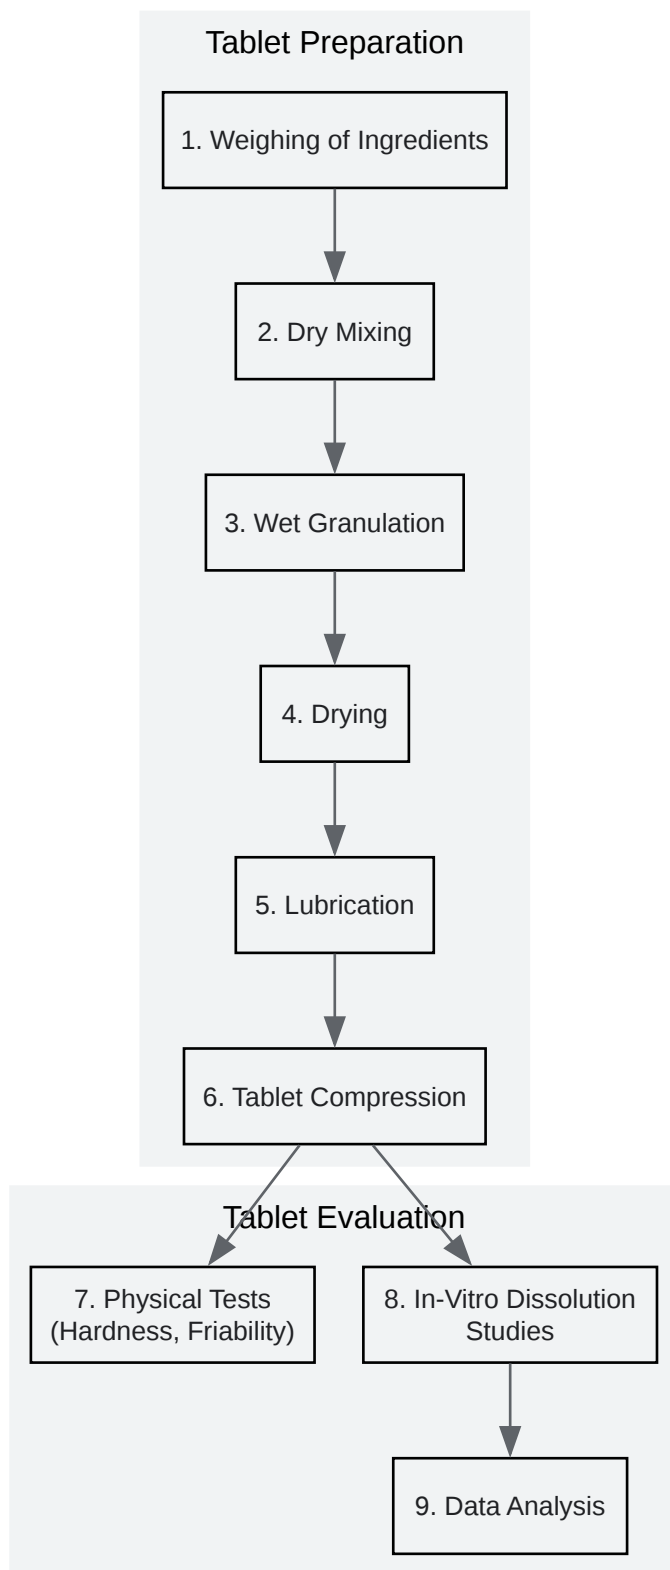 Tablet Preparation
1. Weighing of Ingredients
2. Dry Mixing
3. Wet Granulation
4. Drying
5. Lubrication
6. Tablet Compression
Tablet Evaluation
7. Physical Tests
(Hardness, Friability)
8. In-Vitro Dissolution
Studies
9. Data Analysis